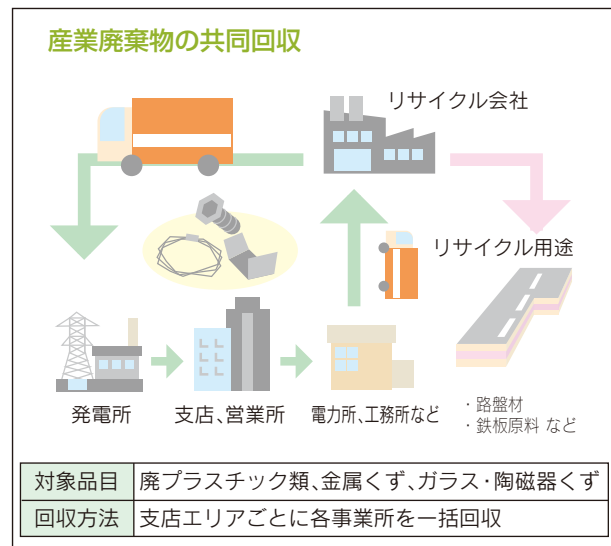 産業廃棄物の共同回収
リサイクル会社
リサイクル用途
発電所
支店、営業所
電力所、工務所など
・路盤材
・鉄板原料 など
対象品目 廃プラスチック類、金属くず、ガラス・陶磁器くず
回収方法 支店エリアごとに各事業所を一括回収